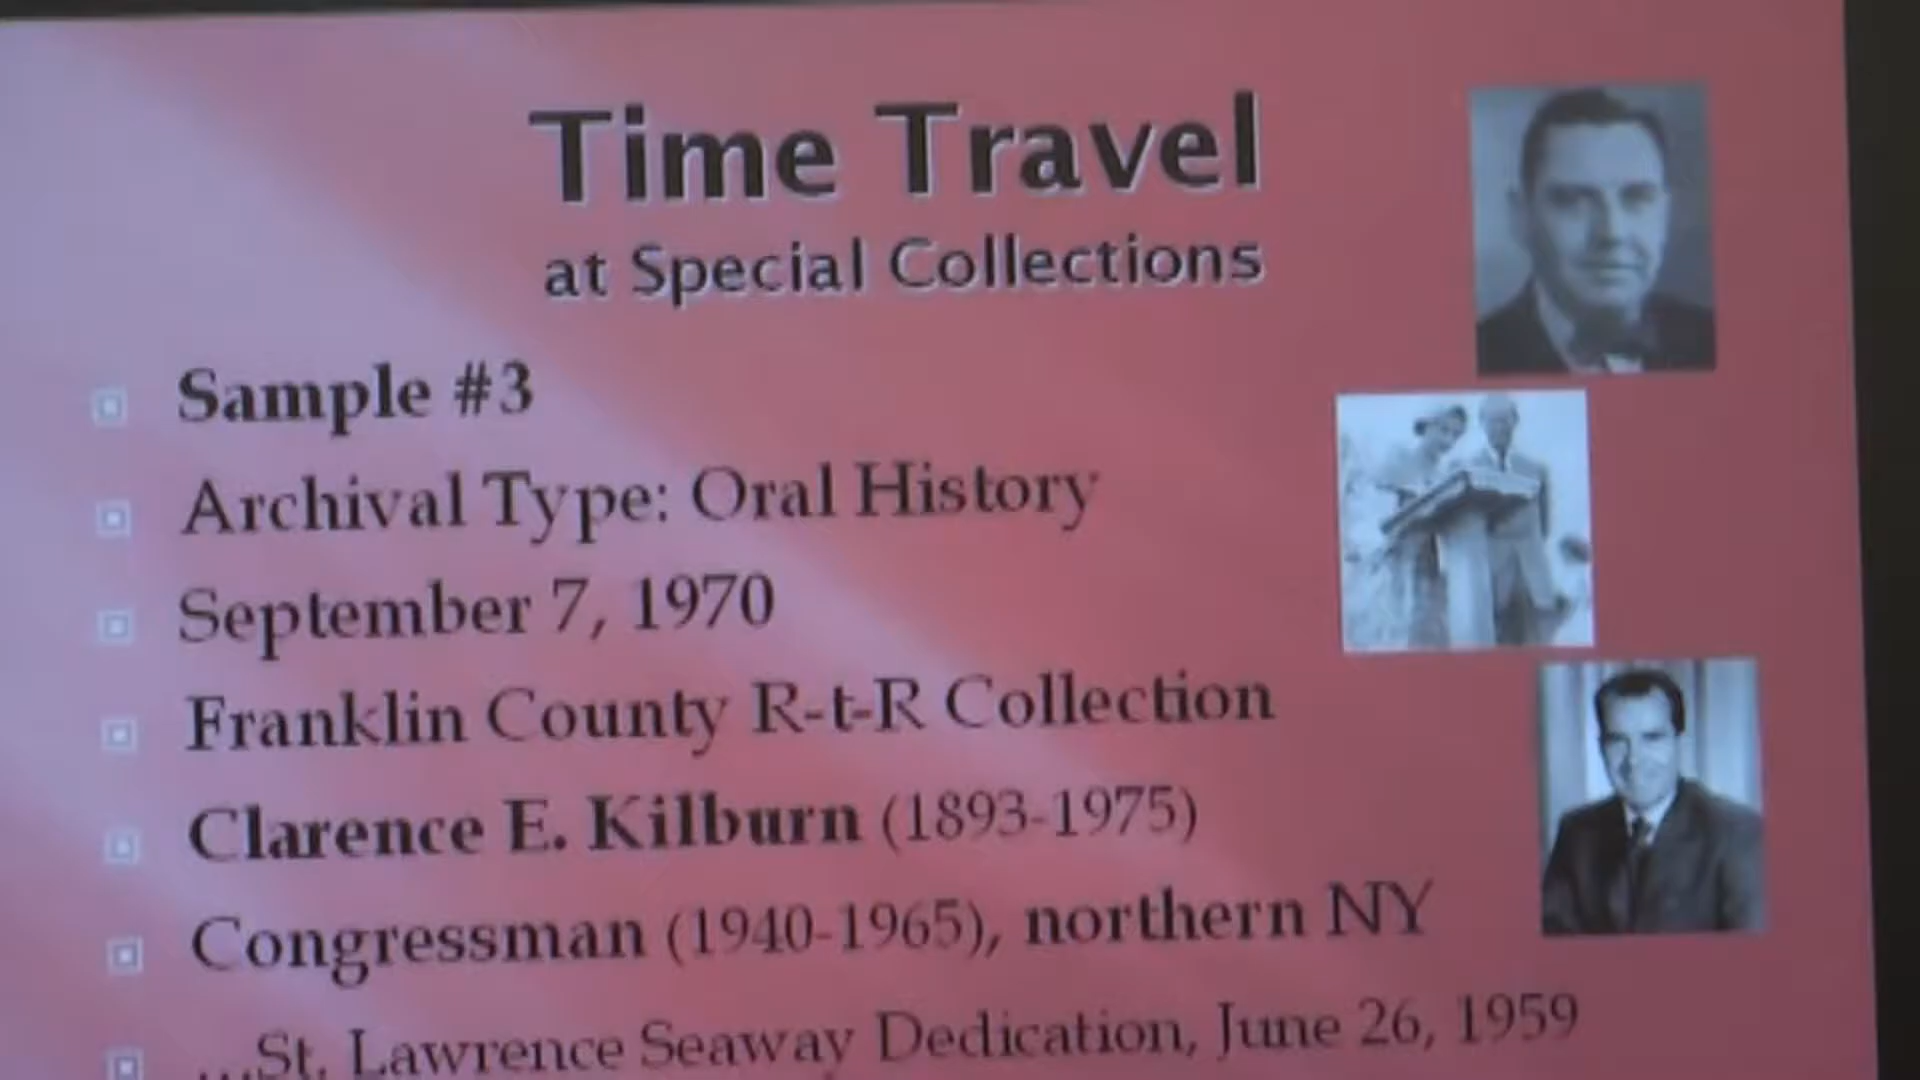 Time Travel
at Special Collections
Sample #3
Archival Type: Oral History
September 7, 1970
Franklin County R-t-R Collection
Clarence E. Kilburn (1893-1975)
Congressman (1940-1965), northern NY
...St. Lawrence Seaway Dedication, June 26, 1959